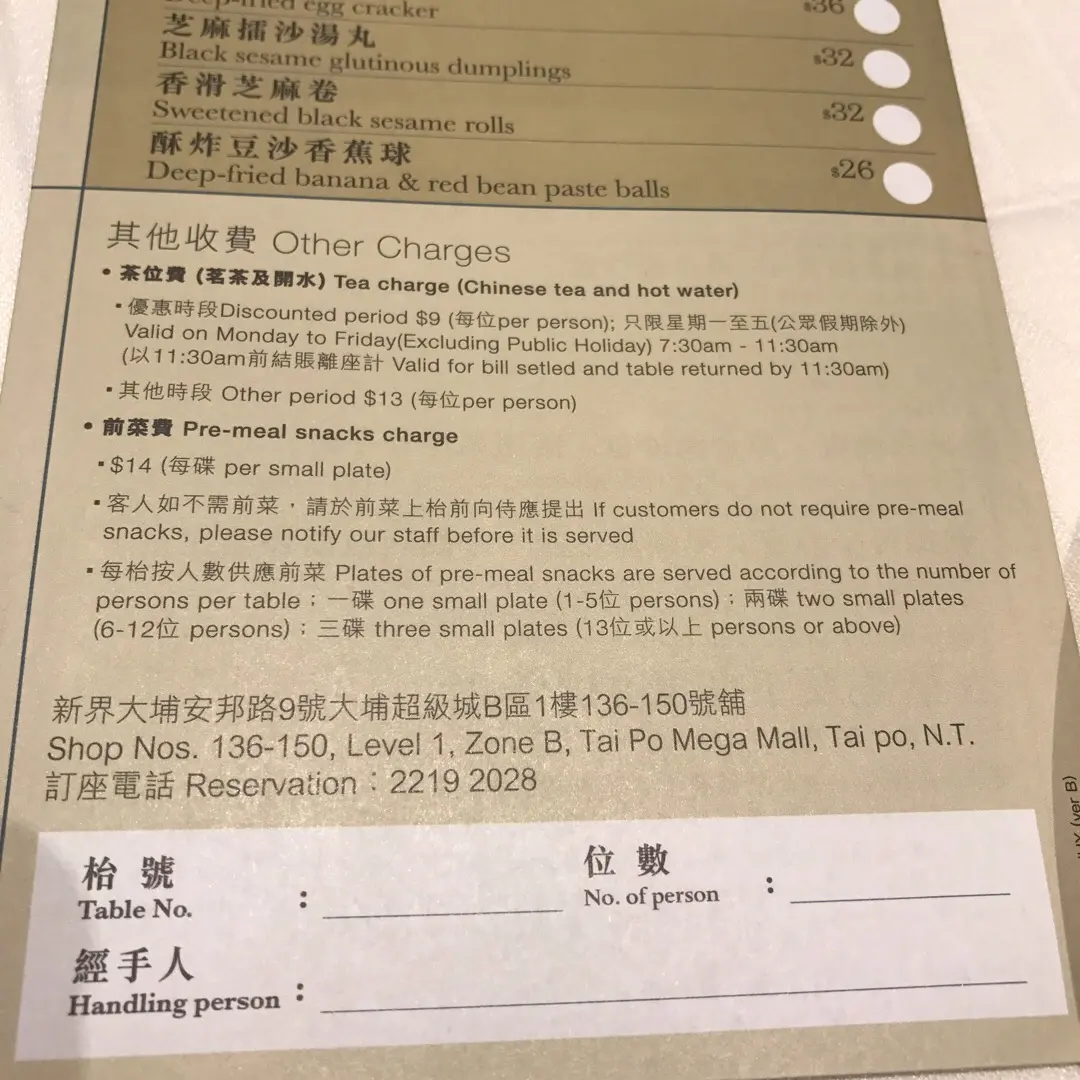 Deep-fried egg cracker $36
芝麻擂沙湯丸
Black sesame glutinous dumplings $32
香滑芝麻卷
Sweetened black sesame rolls $32
酥炸豆沙香蕉球
Deep-fried banana & red bean paste balls $26
其他收費 Other Charges
• 茶位費 (茗茶及開水) Tea charge (Chinese tea and hot water)
▪ 優惠時段Discounted period $9 (每位per person); 只限星期一至五(公眾假期除外)
Valid on Monday to Friday(Excluding Public Holiday) 7:30am - 11:30am
(以11:30am前結賬離座計 Valid for bill setled and table returned by 11:30am)
▪ 其他時段 Other period $13 (每位per person)
• 前菜費 Pre-meal snacks charge
▪ $14 (每碟 per small plate)
▪ 客人如不需前菜，請於前菜上枱前向侍應提出 If customers do not require pre-meal
snacks, please notify our staff before it is served
▪ 每枱按人數供應前菜 Plates of pre-meal snacks are served according to the number of
persons per table；一碟 one small plate (1-5位 persons)；兩碟 two small plates
(6-12位 persons)；三碟 three small plates (13位或以上 persons or above)
新界大埔安邦路9號大埔超級城B區1樓136-150號舖
Shop Nos. 136-150, Level 1, Zone B, Tai Po Mega Mall, Tai po, N.T.
訂座電話 Reservation：2219 2028
枱號
Table No. :
位數
No. of person :
經手人
Handling person :
(ver B)